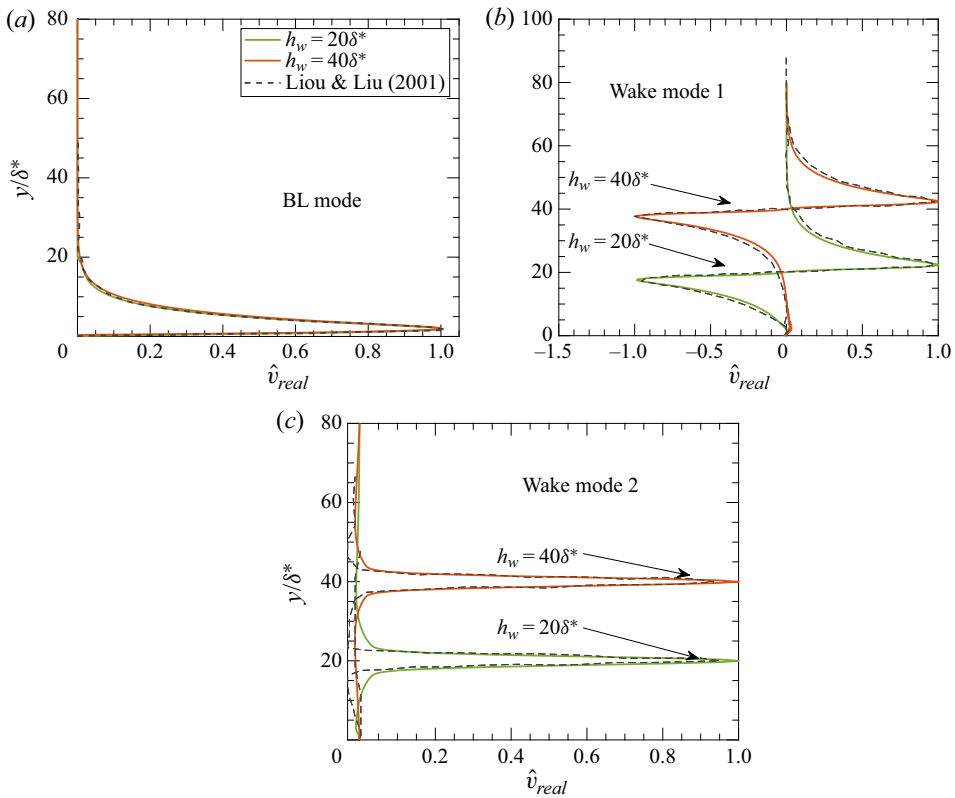 (a)
80
60
40
20
0
y/δ*
h_w = 20δ*
h_w = 40δ*
Liou & Liu (2001)
BL mode
0.2 0.4 0.6 0.8 1.0
v̂_real
(b)
100
80
60
40
20
0
Wake mode 1
h_w = 40δ*
h_w = 20δ*
−1.5 −1.0 −0.5 0 0.5 1.0
v̂_real
(c)
80
60
40
20
y/δ*
Wake mode 2
h_w = 40δ*
h_w = 20δ*
0 0.2 0.4 0.6 0.8 1.0
v̂_real